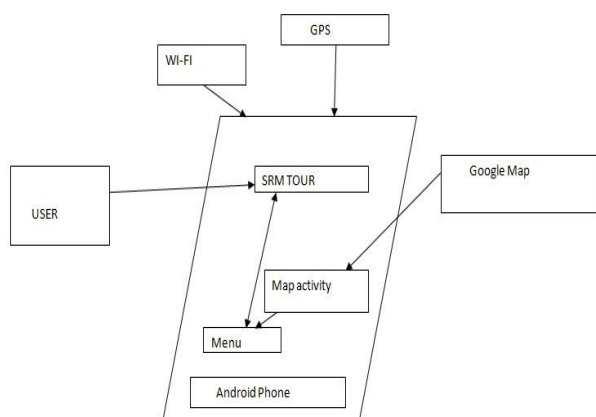 GPS
WI-FI
SRM TOUR
Google Map
USER
Map activity
Menu
Android Phone